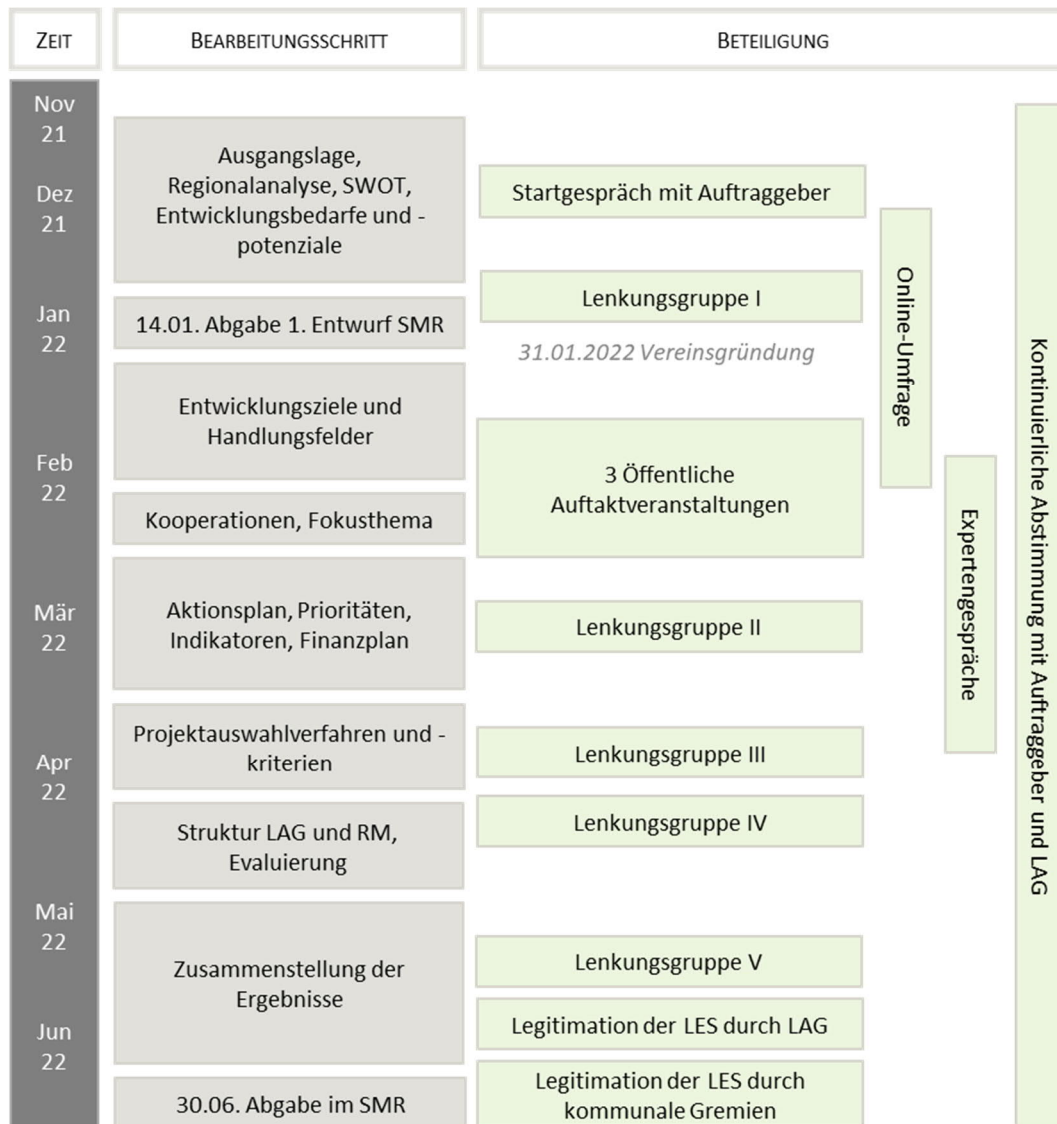 ZEIT
BEARBEITUNGSSCHRITT
BETEILIGUNG
Nov
21
Dez
21
Jan
22
Feb
22
Mär
22
Apr
22
Mai
22
Jun
22
Ausgangslage,
Regionalanalyse, SWOT,
Entwicklungsbedarfe und -
potenziale
14.01. Abgabe 1. Entwurf SMR
Entwicklungsziele und
Handlungsfelder
Kooperationen, Fokusthema
Aktionsplan, Prioritäten,
Indikatoren, Finanzplan
Projektauswahlverfahren und -
kriterien
Struktur LAG und RM,
Evaluierung
Zusammenstellung der
Ergebnisse
30.06. Abgabe im SMR
Startgespräch mit Auftraggeber
Lenkungsgruppe I
31.01.2022 Vereinsgründung
3 Öffentliche
Auftaktveranstaltungen
Lenkungsgruppe II
Lenkungsgruppe III
Lenkungsgruppe IV
Lenkungsgruppe V
Legitimation der LES durch LAG
Legitimation der LES durch
kommunale Gremien
Online-Umfrage
Expertengespräche
Kontinuierliche Abstimmung mit Auftraggeber und LAG